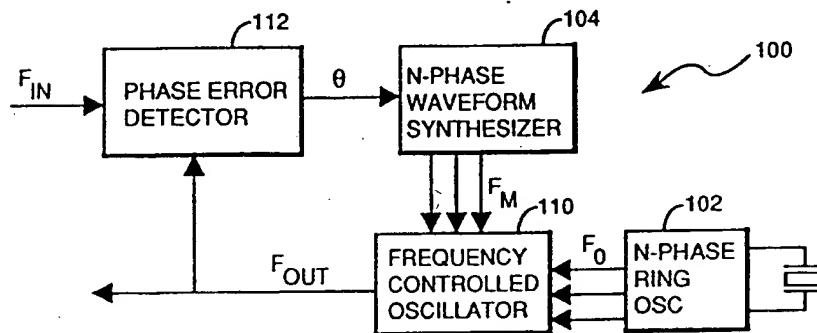 112
104
100
F_IN
PHASE ERROR
DETECTOR
θ
N-PHASE
WAVEFORM
SYNTHESIZER
F_M
110
102
F_OUT
FREQUENCY
CONTROLLED
OSCILLATOR
F_0
N-PHASE
RING
OSC